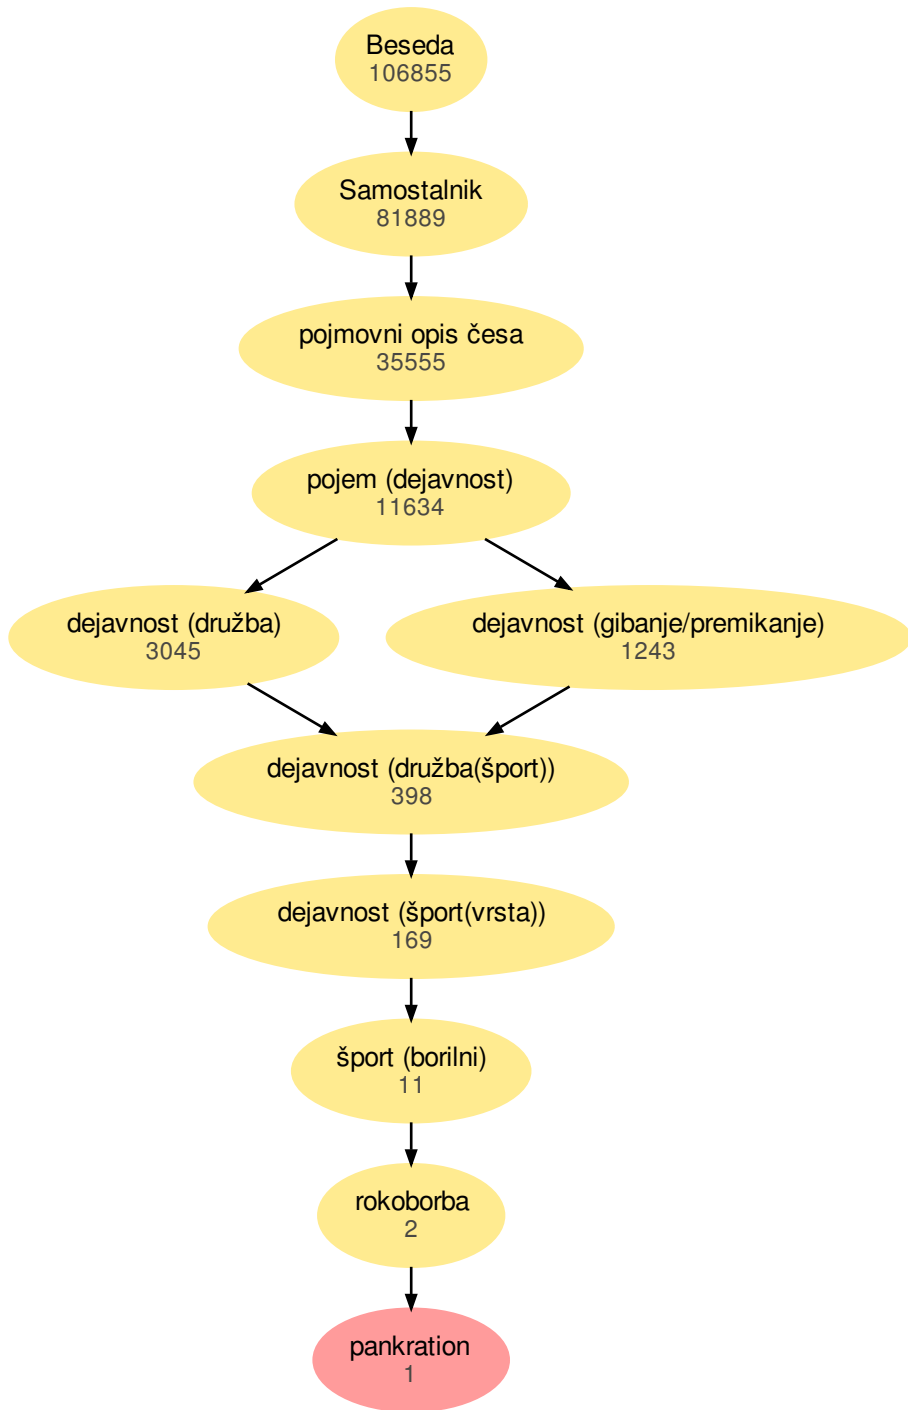 Beseda
106855
Samostalnik
81889
pojmovni opis česa
35555
pojem (dejavnost)
11634
dejavnost (družba)
3045
dejavnost (gibanje/premikanje)
1243
dejavnost (družba(šport))
398
dejavnost (šport(vrsta))
169
šport (borilni)
11
rokoborba
2
pankration
1